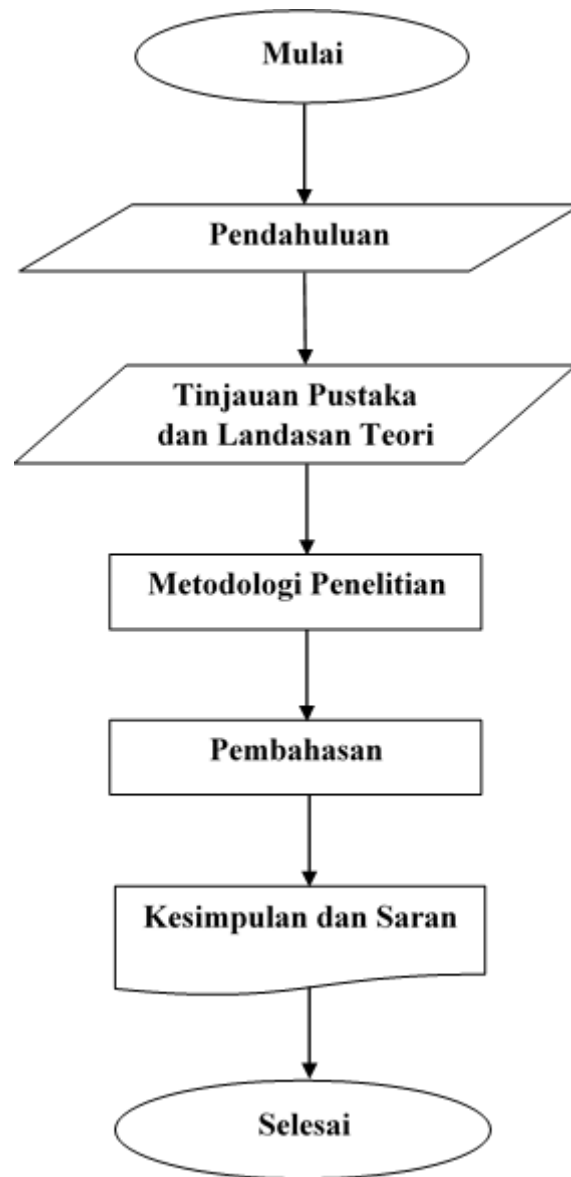 Mulai
Pendahuluan
Tinjauan Pustaka
dan Landasan Teori
Metodologi Penelitian
Pembahasan
Kesimpulan dan Saran
Selesai